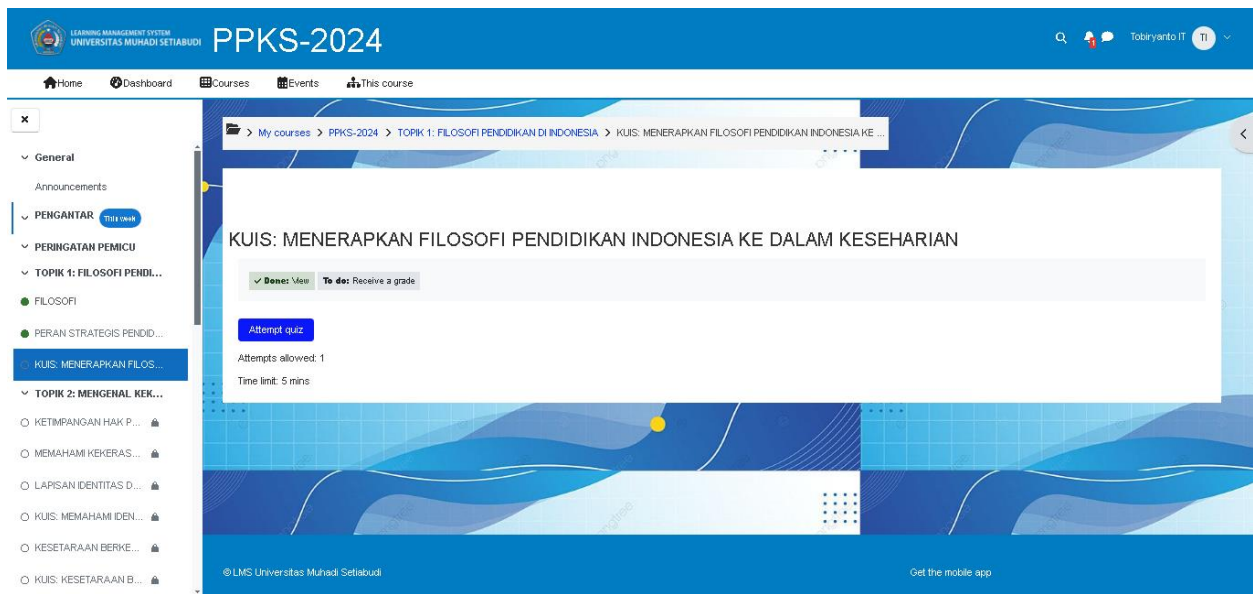 LEARNING MANAGEMENT SYSTEM
UNIVERSITAS MUHADI SETIABUDI
PPKS-2024
1
Tobiryanto IT
TI
Home Dashboard Courses Events This course
My courses > PPKS-2024 > TOPIK 1: FILOSOFI PENDIDIKAN DI INDONESIA > KUIS: MENERAPKAN FILOSOFI PENDIDIKAN INDONESIA KE ...
General
Announcements
PENGANTAR This week
PERINGATAN PEMICU
TOPIK 1: FILOSOFI PENDI...
FILOSOFI
PERAN STRATEGIS PENDID...
KUIS: MENERAPKAN FILOS...
TOPIK 2: MENGENAL KEK...
KETIMPANGAN HAK P...
MEMAHAMI KEKERAS...
LAPISAN IDENTITAS D...
KUIS: MEMAHAMI IDEN...
KESETARAAN BERKE...
KUIS: KESETARAAN B...
KUIS: MENERAPKAN FILOSOFI PENDIDIKAN INDONESIA KE DALAM KESEHARIAN
Done: View To do: Receive a grade
Attempt quiz
Attempts allowed: 1
Time limit: 5 mins
© LMS Universitas Muhadi Setiabudi
Get the mobile app